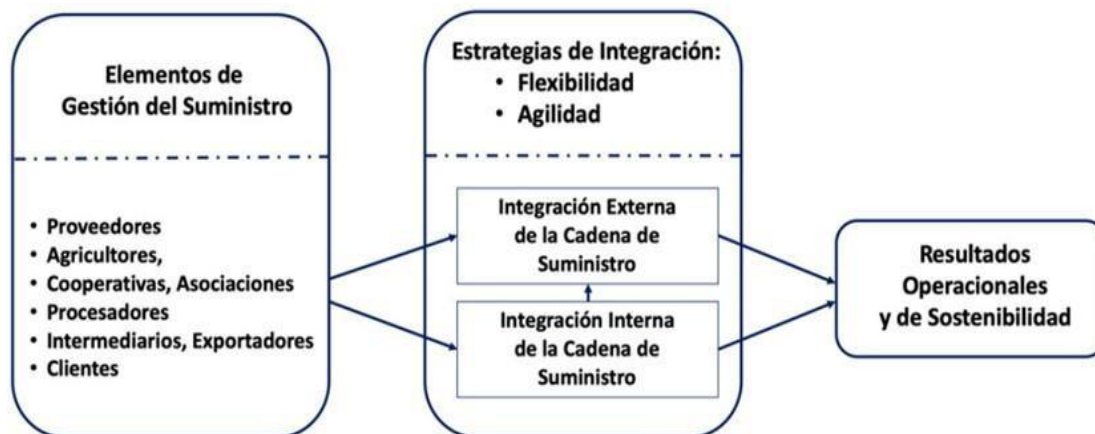 Elementos de
Gestión del Suministro
• Proveedores
• Agricultores,
• Cooperativas, Asociaciones
• Procesadores
• Intermediarios, Exportadores
• Clientes
Estrategias de Integración:
• Flexibilidad
• Agilidad
Integración Externa
de la Cadena de
Suministro
Integración Interna
de la Cadena de
Suministro
Resultados
Operacionales
y de Sostenibilidad